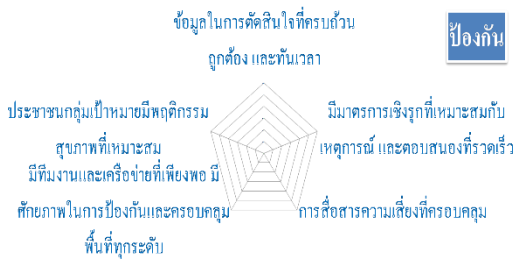 ข้อมูลในการตัดสินใจที่ครบถ้วน
ถูกต้อง และทันเวลา
ป้องกัน
มีมาตรการเชิงรุกที่เหมาะสมกับ
เหตุการณ์ และตอบสนองที่รวดเร็ว
การสื่อสารความเสี่ยงที่ครอบคลุม
มีทีมงานและเครือข่ายที่เพียงพอ มี
ศักยภาพในการป้องกันและครอบคลุม
พื้นที่ทุกระดับ
ประชาชนกลุ่มเป้าหมายมีพฤติกรรม
สุขภาพที่เหมาะสม